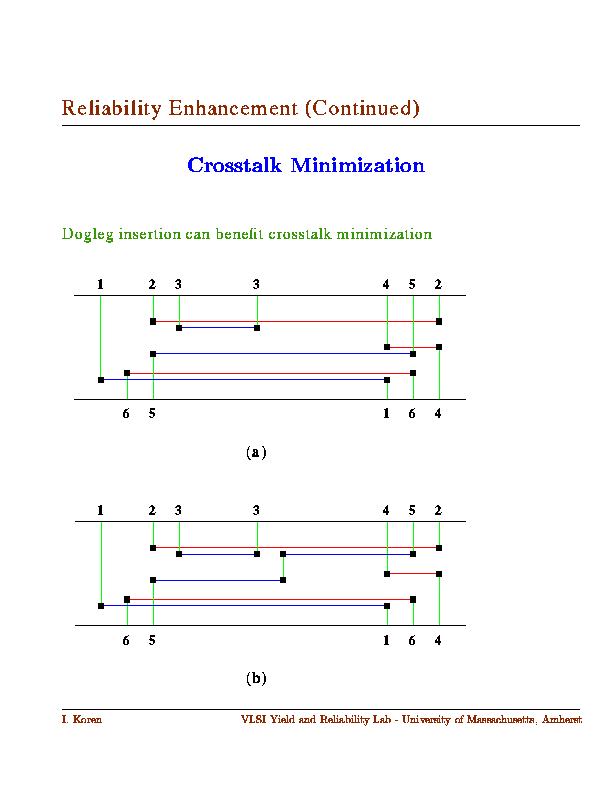 Reliability Enhancement (Continued)
Crosstalk Minimization
Dogleg insertion can benefit crosstalk minimization
1 2 3 3 4 5 2
6 5 1 6 4
(a)
1 2 3 3 4 5 2
6 5 1 6 4
(b)
I. Koren VLSI Yield and Reliability Lab - University of Massachusetts, Amherst